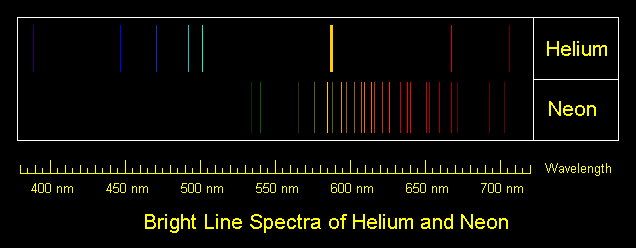 Helium
Neon
Wavelength
400 nm 450 nm 500 nm 550 nm 600 nm 650 nm 700 nm
Bright Line Spectra of Helium and Neon